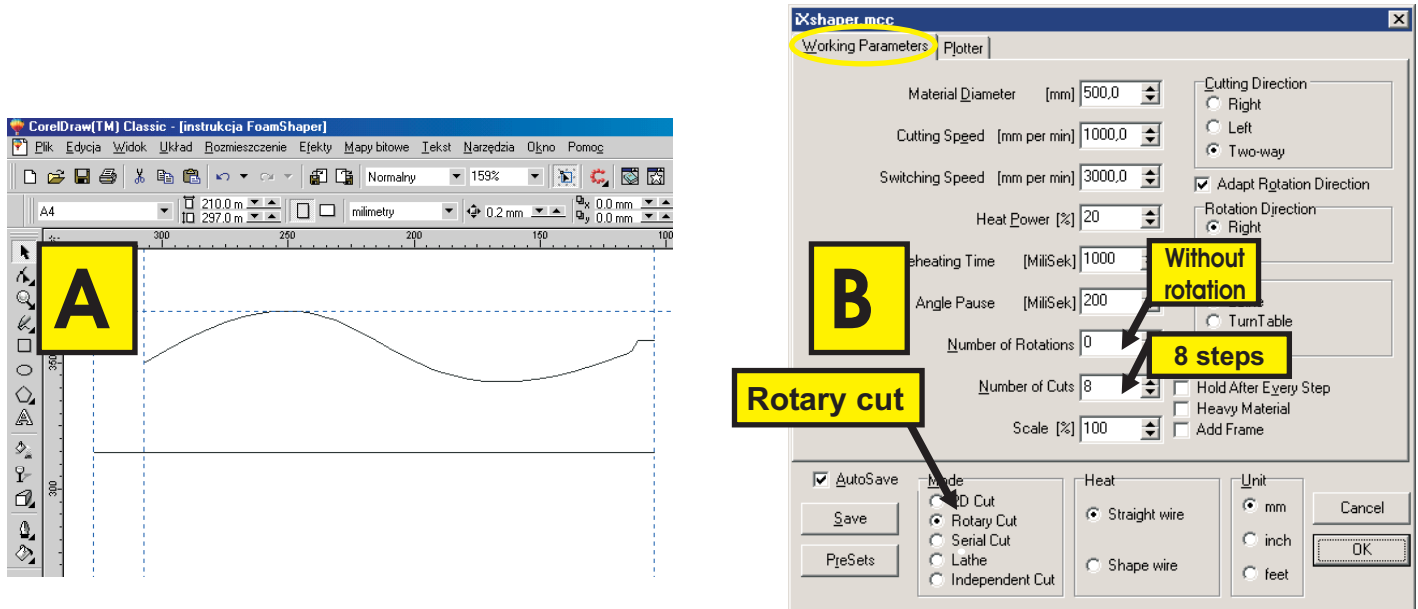 CorelDraw(TM) Classic - [instrukcja FoamShaper]
Plik Edycja Widok Układ Rozmieszczenie Efekty Mapy bitowe Tekst Narzędzia Okno Pomoc
Normalny 159%
A4 210.0 m 297.0 m milimetry 0.2 mm x 0.0 mm y 0.0 mm
300 250 200 150 100
350
300
A
iXshaper.mcc
Working Parameters Plotter
Material Diameter [mm] 500,0
Cutting Speed [mm per min] 1000,0
Switching Speed [mm per min] 3000,0
Heat Power [%] 20
eheating Time [MiliSek] 1000
Angle Pause [MiliSek] 200
Number of Rotations 0
Number of Cuts 8
Scale [%] 100
Cutting Direction
Right
Left
Two-way
Adapt Rotation Direction
Rotation Direction
Right
TurnTable
Hold After Every Step
Heavy Material
Add Frame
B
Without
rotation
8 steps
Rotary cut
AutoSave
Save
PreSets
Mode
2D Cut
Rotary Cut
Serial Cut
Lathe
Independent Cut
Heat
Straight wire
Shape wire
Unit
mm
inch
feet
Cancel
OK